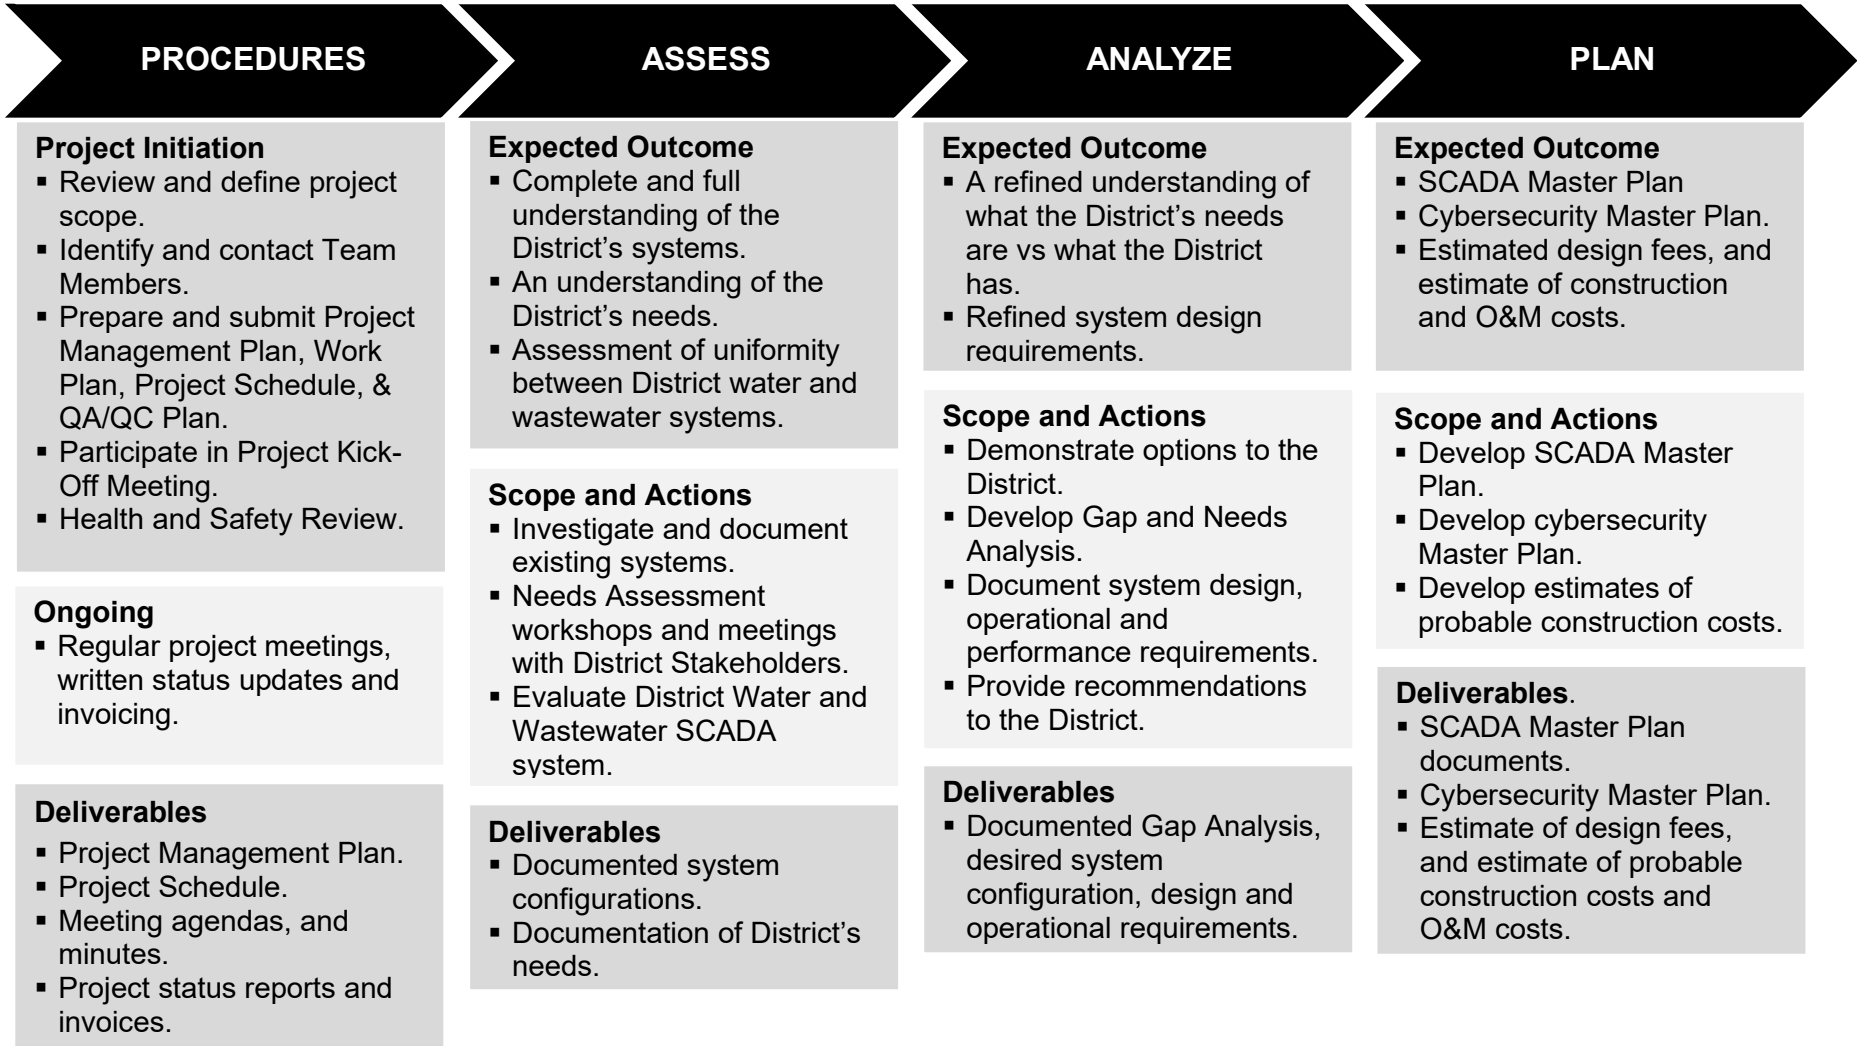 PROCEDURES
ASSESS
ANALYZE
PLAN
Project Initiation
▪ Review and define project
scope.
▪ Identify and contact Team
Members.
▪ Prepare and submit Project
Management Plan, Work
Plan, Project Schedule, &
QA/QC Plan.
▪ Participate in Project Kick-
Off Meeting.
▪ Health and Safety Review.
Ongoing
▪ Regular project meetings,
written status updates and
invoicing.
Deliverables
▪ Project Management Plan.
▪ Project Schedule.
▪ Meeting agendas, and
minutes.
▪ Project status reports and
invoices.
Expected Outcome
▪ Complete and full
understanding of the
District’s systems.
▪ An understanding of the
District’s needs.
▪ Assessment of uniformity
between District water and
wastewater systems.
Scope and Actions
▪ Investigate and document
existing systems.
▪ Needs Assessment
workshops and meetings
with District Stakeholders.
▪ Evaluate District Water and
Wastewater SCADA
system.
Deliverables
▪ Documented system
configurations.
▪ Documentation of District’s
needs.
Expected Outcome
▪ A refined understanding of
what the District’s needs
are vs what the District
has.
▪ Refined system design
requirements.
Scope and Actions
▪ Demonstrate options to the
District.
▪ Develop Gap and Needs
Analysis.
▪ Document system design,
operational and
performance requirements.
▪ Provide recommendations
to the District.
Deliverables
▪ Documented Gap Analysis,
desired system
configuration, design and
operational requirements.
Expected Outcome
▪ SCADA Master Plan
▪ Cybersecurity Master Plan.
▪ Estimated design fees, and
estimate of construction
and O&M costs.
Scope and Actions
▪ Develop SCADA Master
Plan.
▪ Develop cybersecurity
Master Plan.
▪ Develop estimates of
probable construction costs.
Deliverables.
▪ SCADA Master Plan
documents.
▪ Cybersecurity Master Plan.
▪ Estimate of design fees,
and estimate of probable
construction costs and
O&M costs.